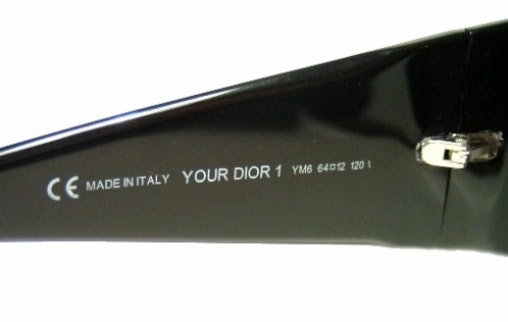 CE MADE IN ITALY YOUR DIOR 1 YM6 64□12 120 1